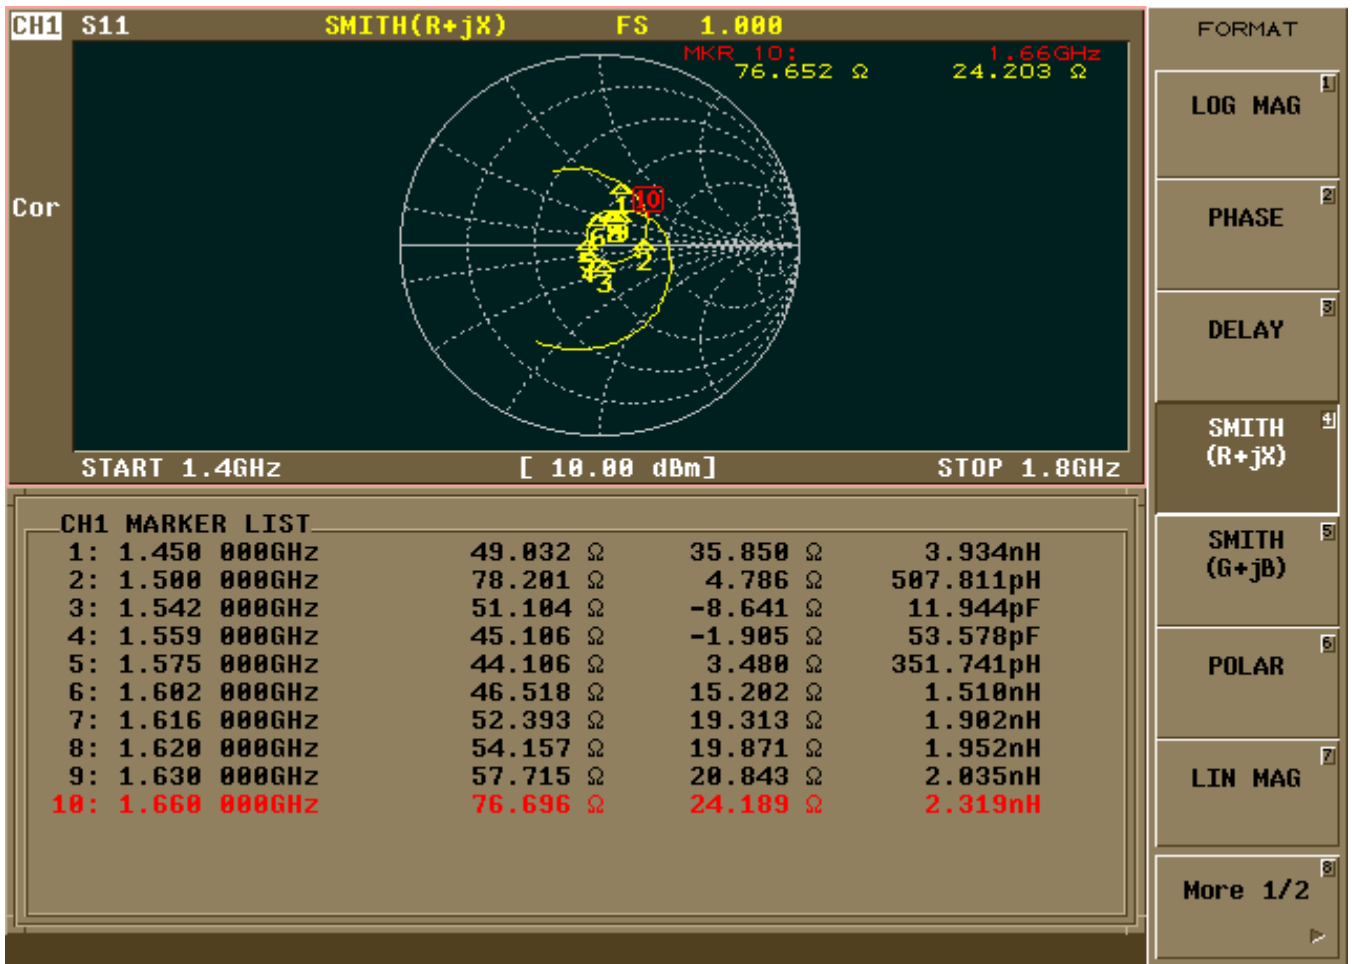 CH1 S11 SMITH(R+jX) FS 1.000
MKR 10: 1.66GHz
76.652 Ω 24.203 Ω
Cor
1
10
6
2
5
4
3
START 1.4GHz [ 10.00 dBm] STOP 1.8GHz
CH1 MARKER LIST
1: 1.450 000GHz 49.032 Ω 35.850 Ω 3.934nH
2: 1.500 000GHz 78.201 Ω 4.786 Ω 507.811pH
3: 1.542 000GHz 51.104 Ω -8.641 Ω 11.944pF
4: 1.559 000GHz 45.106 Ω -1.905 Ω 53.578pF
5: 1.575 000GHz 44.106 Ω 3.480 Ω 351.741pH
6: 1.602 000GHz 46.518 Ω 15.202 Ω 1.510nH
7: 1.616 000GHz 52.393 Ω 19.313 Ω 1.902nH
8: 1.620 000GHz 54.157 Ω 19.871 Ω 1.952nH
9: 1.630 000GHz 57.715 Ω 20.843 Ω 2.035nH
10: 1.660 000GHz 76.696 Ω 24.189 Ω 2.319nH
FORMAT
1
LOG MAG
2
PHASE
3
DELAY
4
SMITH
(R+jX)
5
SMITH
(G+jB)
6
POLAR
7
LIN MAG
8
More 1/2